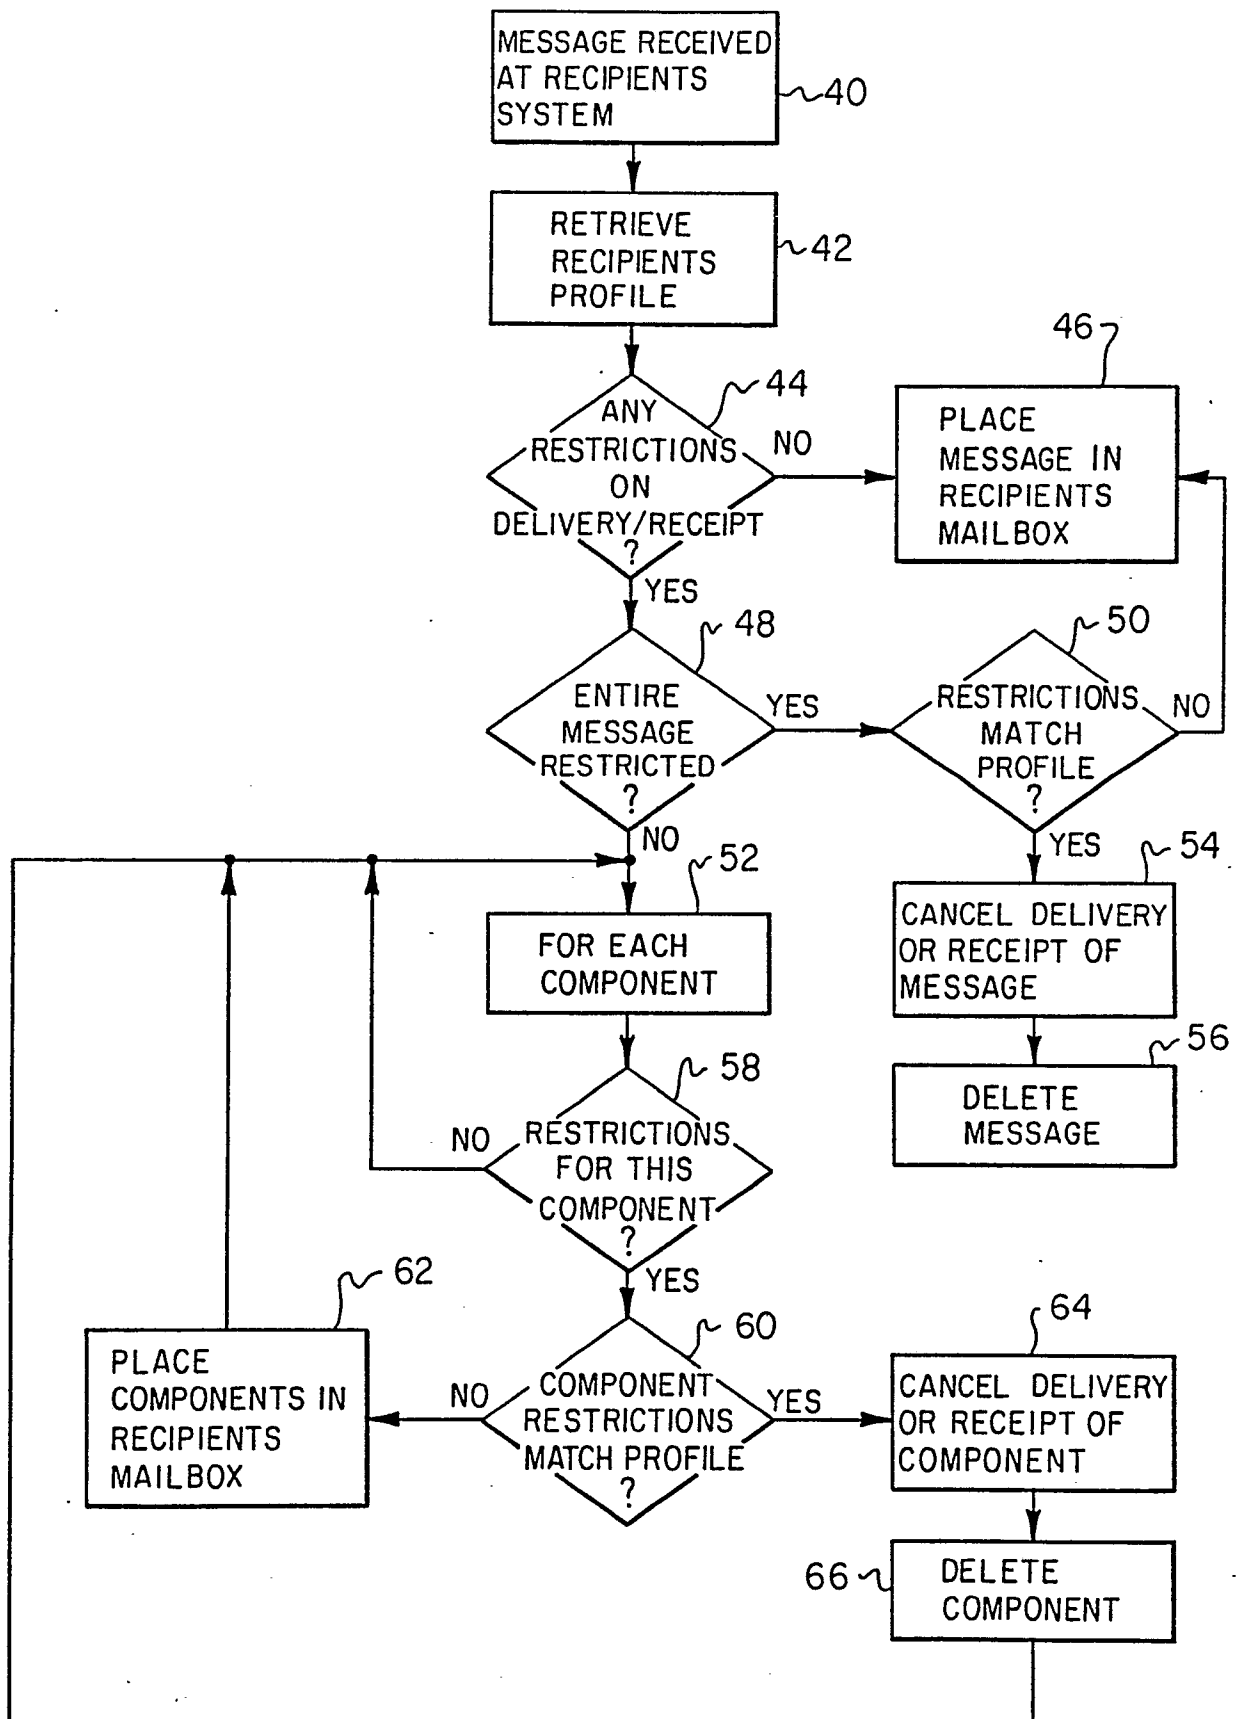 MESSAGE RECEIVED
AT RECIPIENTS
SYSTEM
40
RETRIEVE
RECIPIENTS
PROFILE
42
ANY
RESTRICTIONS
ON
DELIVERY/RECEIPT
?
44
NO
YES
46
PLACE
MESSAGE IN
RECIPIENTS
MAILBOX
48
ENTIRE
MESSAGE
RESTRICTED
?
YES
NO
50
RESTRICTIONS
MATCH
PROFILE
?
NO
YES
52
FOR EACH
COMPONENT
54
CANCEL DELIVERY
OR RECEIPT OF
MESSAGE
56
DELETE
MESSAGE
58
RESTRICTIONS
FOR THIS
COMPONENT
?
NO
YES
60
COMPONENT
RESTRICTIONS
MATCH PROFILE
?
NO
YES
62
PLACE
COMPONENTS IN
RECIPIENTS
MAILBOX
64
CANCEL DELIVERY
OR RECEIPT OF
COMPONENT
66
DELETE
COMPONENT